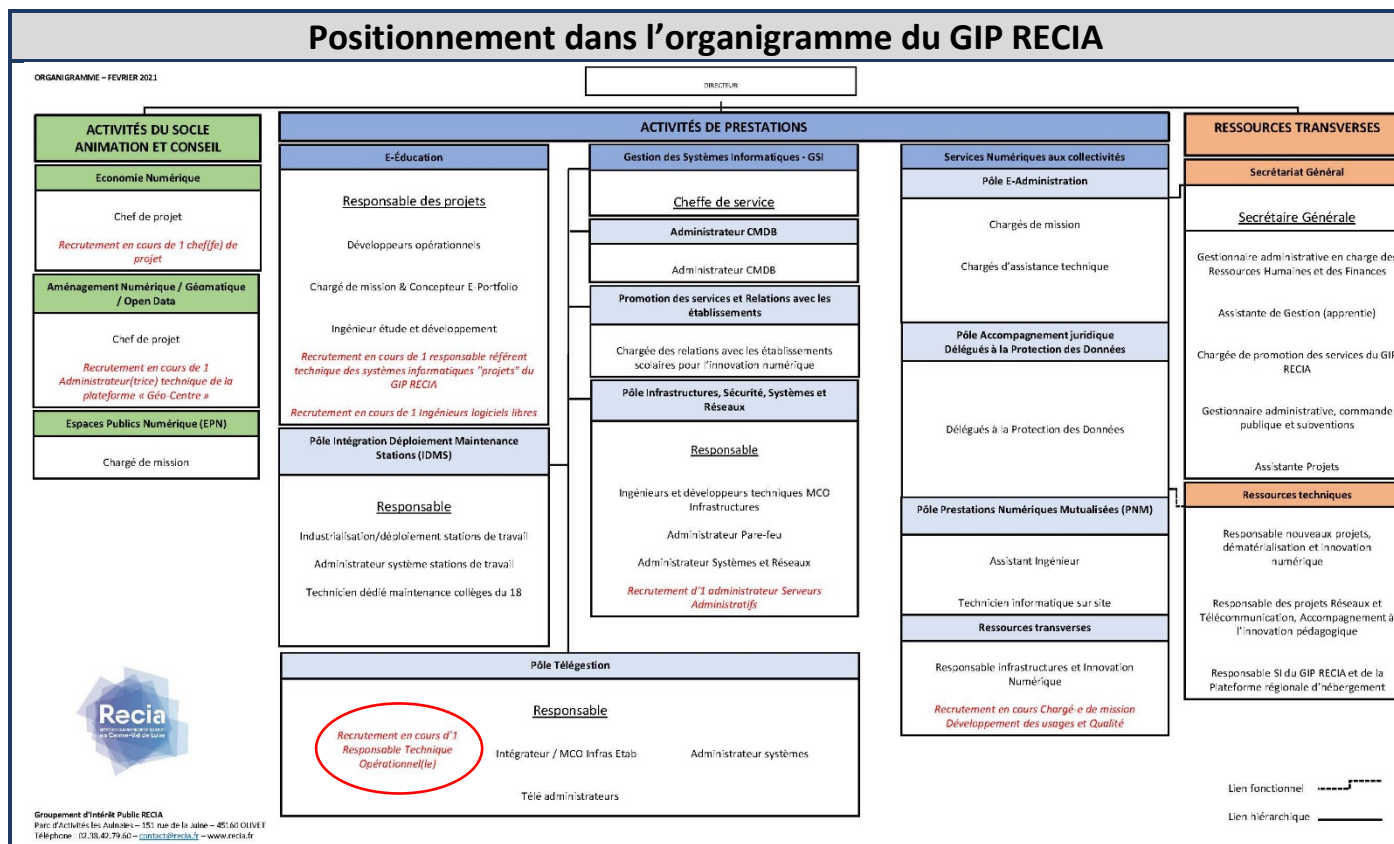 Positionnement dans l'organigramme du GIP RECIA
ORGANIGRAMME – FEVRIER 2021
DIRECTEUR
ACTIVITÉS DU SOCLE
ANIMATION ET CONSEIL
Economie Numérique
Chef de projet
Recrutement en cours de 1 chef(fe) de
projet
Aménagement Numérique / Géomatique
/ Open Data
Chef de projet
Recrutement en cours de 1
Administrateur(trice) technique de la
plateforme « Géo-Centre »
Espaces Publics Numérique (EPN)
Chargé de mission
ACTIVITÉS DE PRESTATIONS
E-Éducation
Responsable des projets
Développeurs opérationnels
Chargé de mission & Concepteur E-Portfolio
Ingénieur étude et développement
Recrutement en cours de 1 responsable référent
technique des systèmes informatiques "projets" du
GIP RECIA
Recrutement en cours de 1 Ingénieurs logiciels libres
Pôle Intégration Déploiement Maintenance
Stations (IDMS)
Responsable
Industrialisation/déploiement stations de travail
Administrateur système stations de travail
Technicien dédié maintenance collèges du 18
Gestion des Systèmes Informatiques - GSI
Cheffe de service
Administrateur CMDB
Administrateur CMDB
Promotion des services et Relations avec les
établissements
Chargée des relations avec les établissements
scolaires pour l'innovation numérique
Pôle Infrastructures, Sécurité, Systèmes et
Réseaux
Responsable
Ingénieurs et développeurs techniques MCO
Infrastructures
Administrateur Pare-feu
Administrateur Systèmes et Réseaux
Recrutement d'1 administrateur Serveurs
Administratifs
Pôle Télégestion
Responsable
Recrutement en cours d'1
Responsable Technique
Opérationnel(le)
Intégrateur / MCO Infras Etab
Administrateur systèmes
Télé administrateurs
Services Numériques aux collectivités
Pôle E-Administration
Chargés de mission
Chargés d'assistance technique
Pôle Accompagnement juridique
Délégués à la Protection des Données
Délégués à la Protection des Données
Pôle Prestations Numériques Mutualisées (PNM)
Assistant Ingénieur
Technicien informatique sur site
Ressources transverses
Responsable infrastructures et Innovation
Numérique
Recrutement en cours Chargé-e de mission
Développement des usages et Qualité
RESSOURCES TRANSVERSES
Secrétariat Général
Secrétaire Générale
Gestionnaire administrative en charge des
Ressources Humaines et des Finances
Assistante de Gestion (apprentie)
Chargée de promotion des services du GIP
RECIA
Gestionnaire administrative, commande
publique et subventions
Assistante Projets
Ressources techniques
Responsable nouveaux projets,
dématérialisation et innovation
numérique
Responsable des projets Réseaux et
Télécommunication, Accompagnement à
l'innovation pédagogique
Responsable SI du GIP RECIA et de la
Plateforme régionale d'hébergement
Lien fonctionnel
Lien hiérarchique
Recia
en Centre-Val de Loire
Groupement d'Intérêt Public RECIA
Parc d'Activités les Aulnaies – 151 rue de la Juine – 45160 OLIVET
Téléphone : 02.38.42.79.60 – contact@recia.fr – www.recia.fr